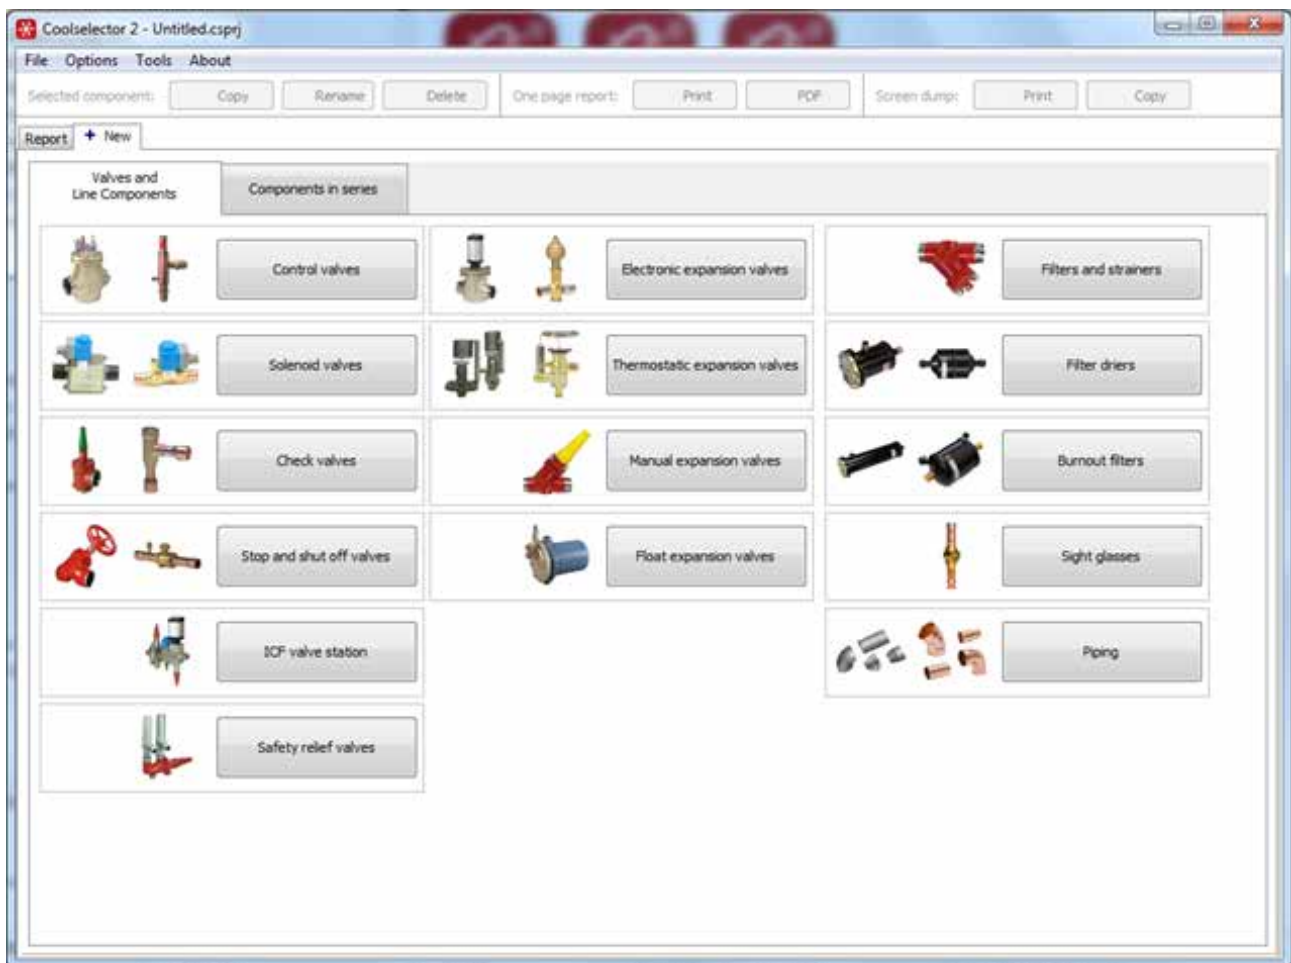 Coolselector 2 - Untitled.csprj
File Options Tools About
Selected component: Copy Rename Delete One page report: Print PDF Screen dump: Print Copy
Report + New
Valves and
Line Components
Components in series
Control valves
Electronic expansion valves
Filters and strainers
Solenoid valves
Thermostatic expansion valves
Filter driers
Check valves
Manual expansion valves
Burnout filters
Stop and shut off valves
Float expansion valves
Sight glasses
ICF valve station
Piping
Safety relief valves